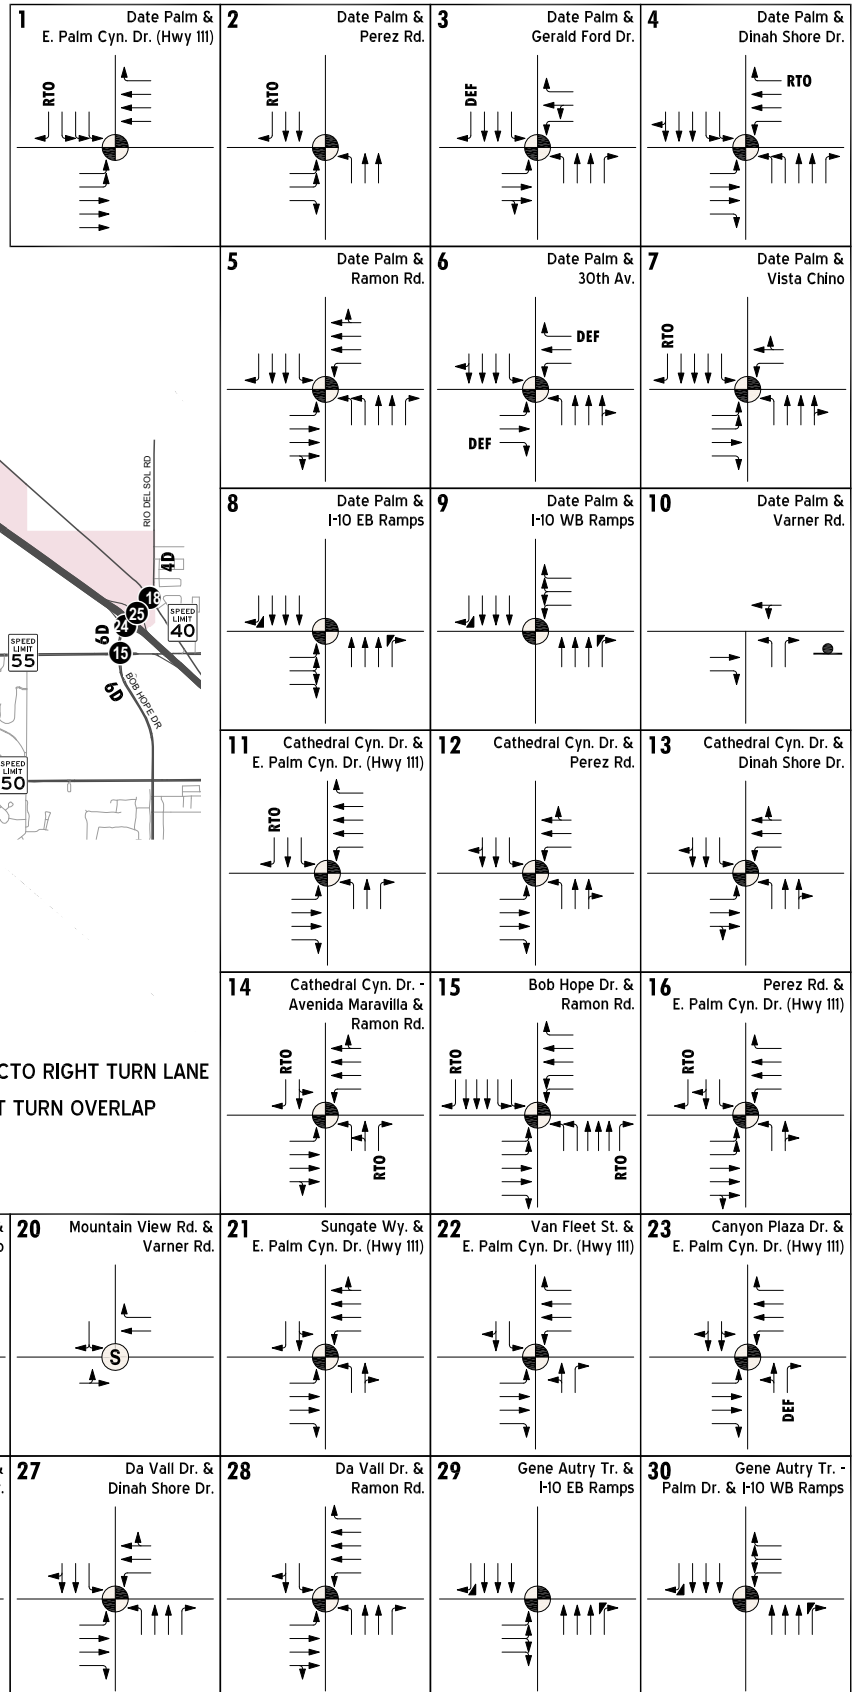 1
Date Palm &
E. Palm Cyn. Dr. (Hwy 111)
RTO
2
Date Palm &
Perez Rd.
RTO
3
Date Palm &
Gerald Ford Dr.
DEF
4
Date Palm &
Dinah Shore Dr.
RTO
5
Date Palm &
Ramon Rd.
6
Date Palm &
30th Av.
DEF
DEF
7
Date Palm &
Vista Chino
RTO
RIO DEL SOL RD
4D
18
25
24
6D
15
6D
BOB HOPE DR
SPEED
LIMIT
40
SPEED
LIMIT
55
SPEED
LIMIT
50
8
Date Palm &
I-10 EB Ramps
9
Date Palm &
I-10 WB Ramps
10
Date Palm &
Varner Rd.
11
Cathedral Cyn. Dr. &
E. Palm Cyn. Dr. (Hwy 111)
RTO
12
Cathedral Cyn. Dr. &
Perez Rd.
13
Cathedral Cyn. Dr. &
Dinah Shore Dr.
CTO RIGHT TURN LANE
T TURN OVERLAP
14
Cathedral Cyn. Dr. -
Avenida Maravilla &
Ramon Rd.
RTO
RTO
15
Bob Hope Dr. &
Ramon Rd.
RTO
RTO
16
Perez Rd. &
E. Palm Cyn. Dr. (Hwy 111)
RTO
&
20
Mountain View Rd. &
Varner Rd.
S
21
Sungate Wy. &
E. Palm Cyn. Dr. (Hwy 111)
22
Van Fleet St. &
E. Palm Cyn. Dr. (Hwy 111)
23
Canyon Plaza Dr. &
E. Palm Cyn. Dr. (Hwy 111)
DEF
&
27
Da Vall Dr. &
Dinah Shore Dr.
28
Da Vall Dr. &
Ramon Rd.
29
Gene Autry Tr. &
I-10 EB Ramps
30
Gene Autry Tr. -
Palm Dr. & I-10 WB Ramps